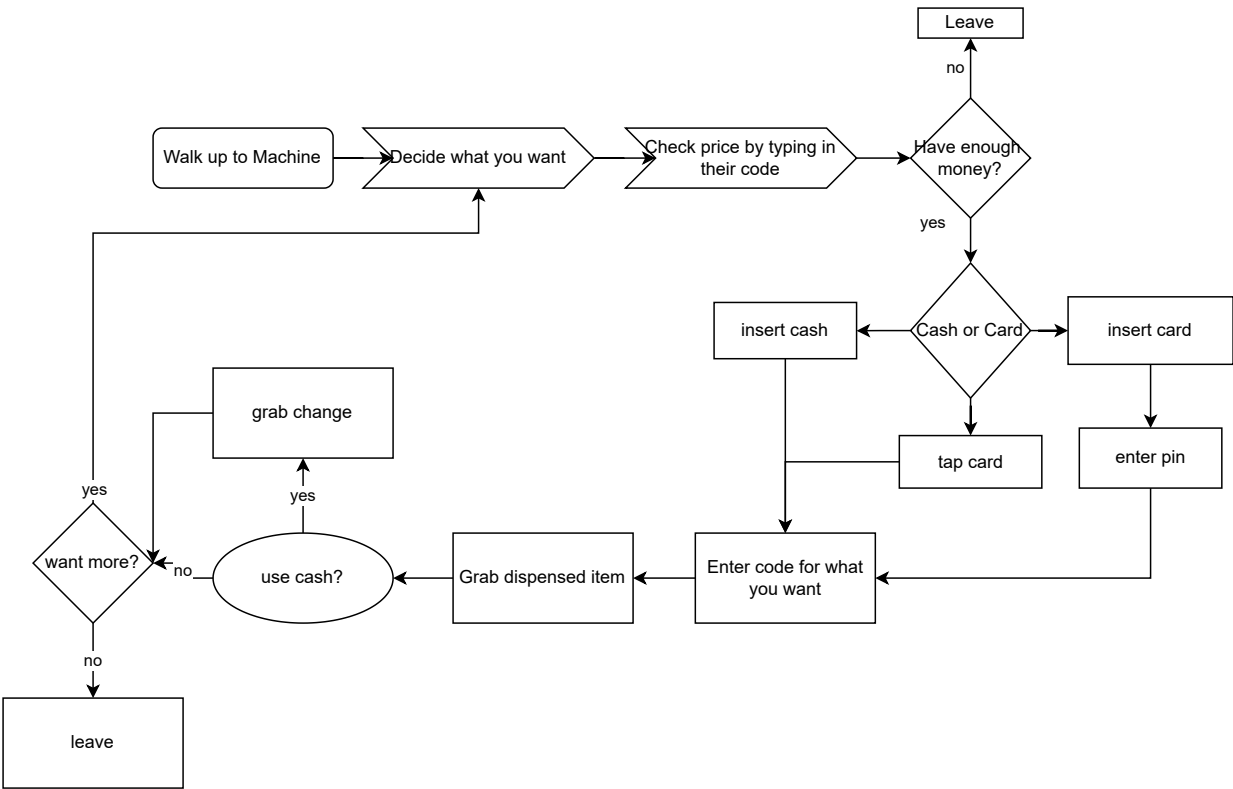 Leave
no
Walk up to Machine
Decide what you want
Check price by typing in
their code
Have enough
money?
yes
insert cash
Cash or Card
insert card
grab change
tap card
enter pin
yes
yes
want more?
no
use cash?
Grab dispensed item
Enter code for what
you want
no
leave